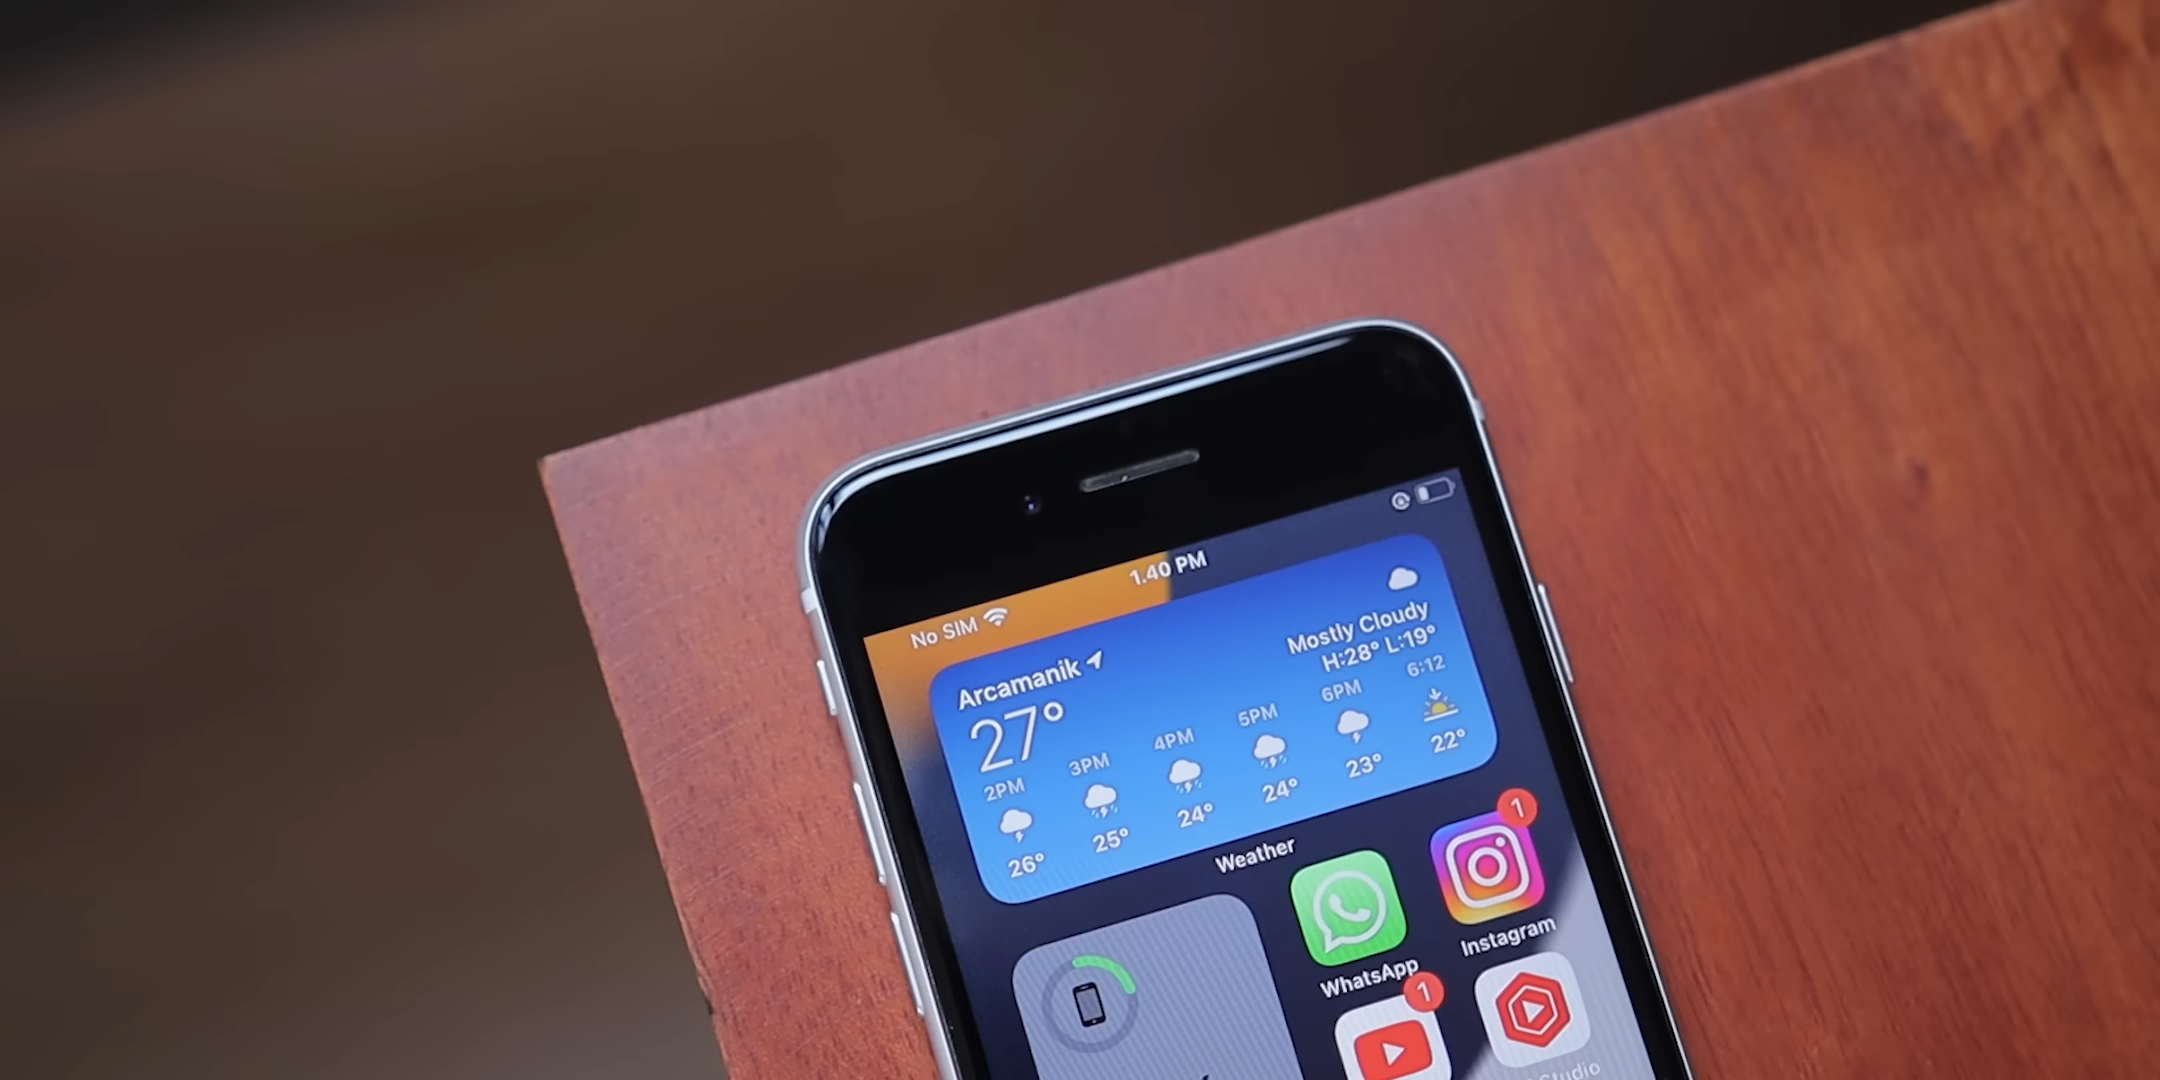 No SIM 1.40 PM
Arcamanik Mostly Cloudy
27° H:28° L:19°
2PM 3PM 4PM 5PM 6PM 6:12
26° 25° 24° 24° 23° 22°
Weather
1
WhatsApp Instagram
1
Studio